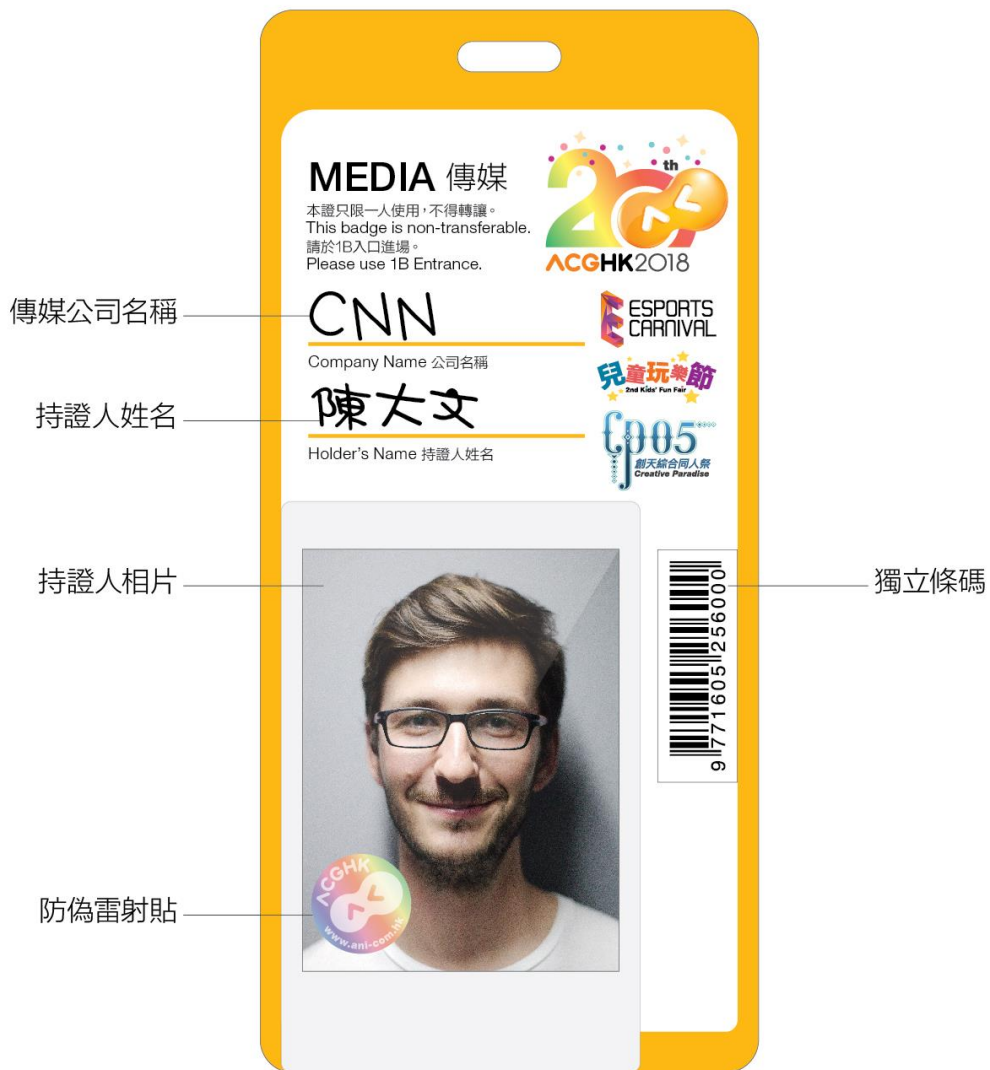 MEDIA 傳媒
本證只限一人使用，不得轉讓。
This badge is non-transferable.
請於1B入口進場。
Please use 1B Entrance.
20th
ACGHK2018
傳媒公司名稱
CNN
Company Name 公司名稱
ESPORTS
CARNIVAL
兒童玩樂節
2nd Kids' Fun Fair
持證人姓名
陳大文
Holder's Name 持證人姓名
CP05
創天綜合同人祭
Creative Paradise
持證人相片
獨立條碼
9 771605 256000
防偽雷射貼
ACGHK
www.ani-com.hk